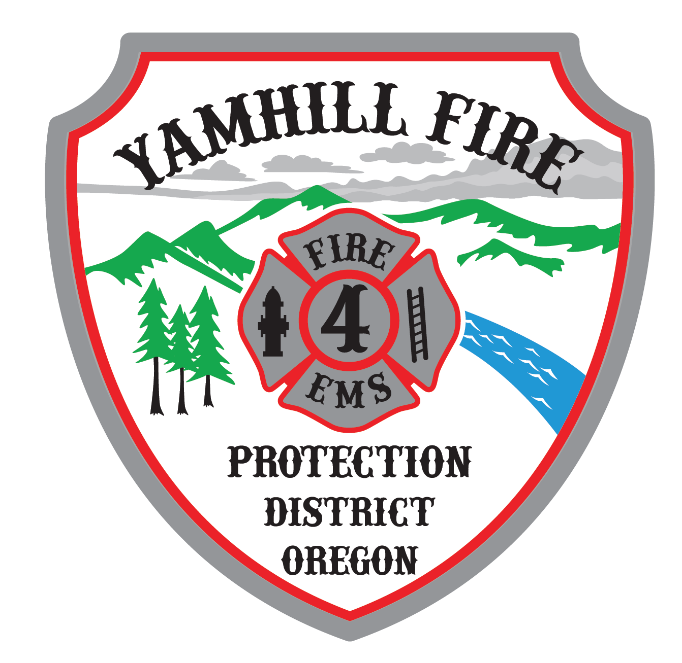 YAMHILL FIRE
FIRE
4
EMS
PROTECTION
DISTRICT
OREGON